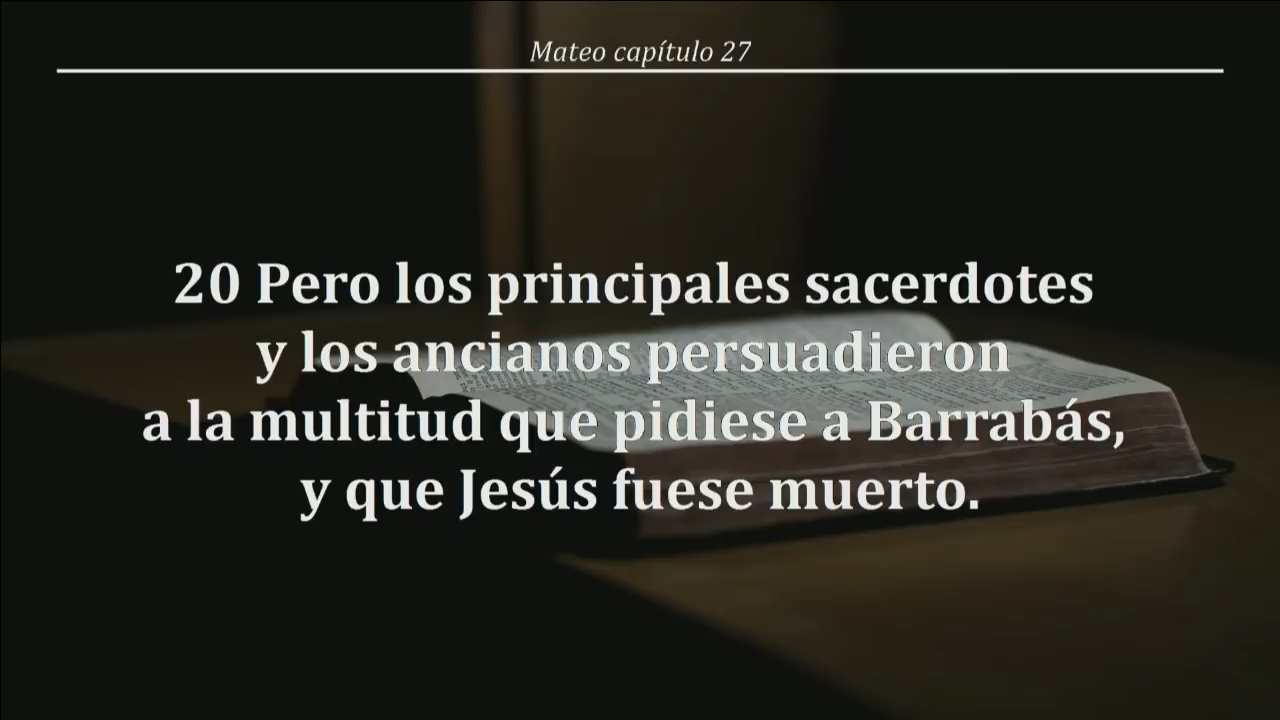 Mateo capítulo 27
20 Pero los principales sacerdotes
y los ancianos persuadieron
a la multitud que pidiese a Barrabás,
y que Jesús fuese muerto.